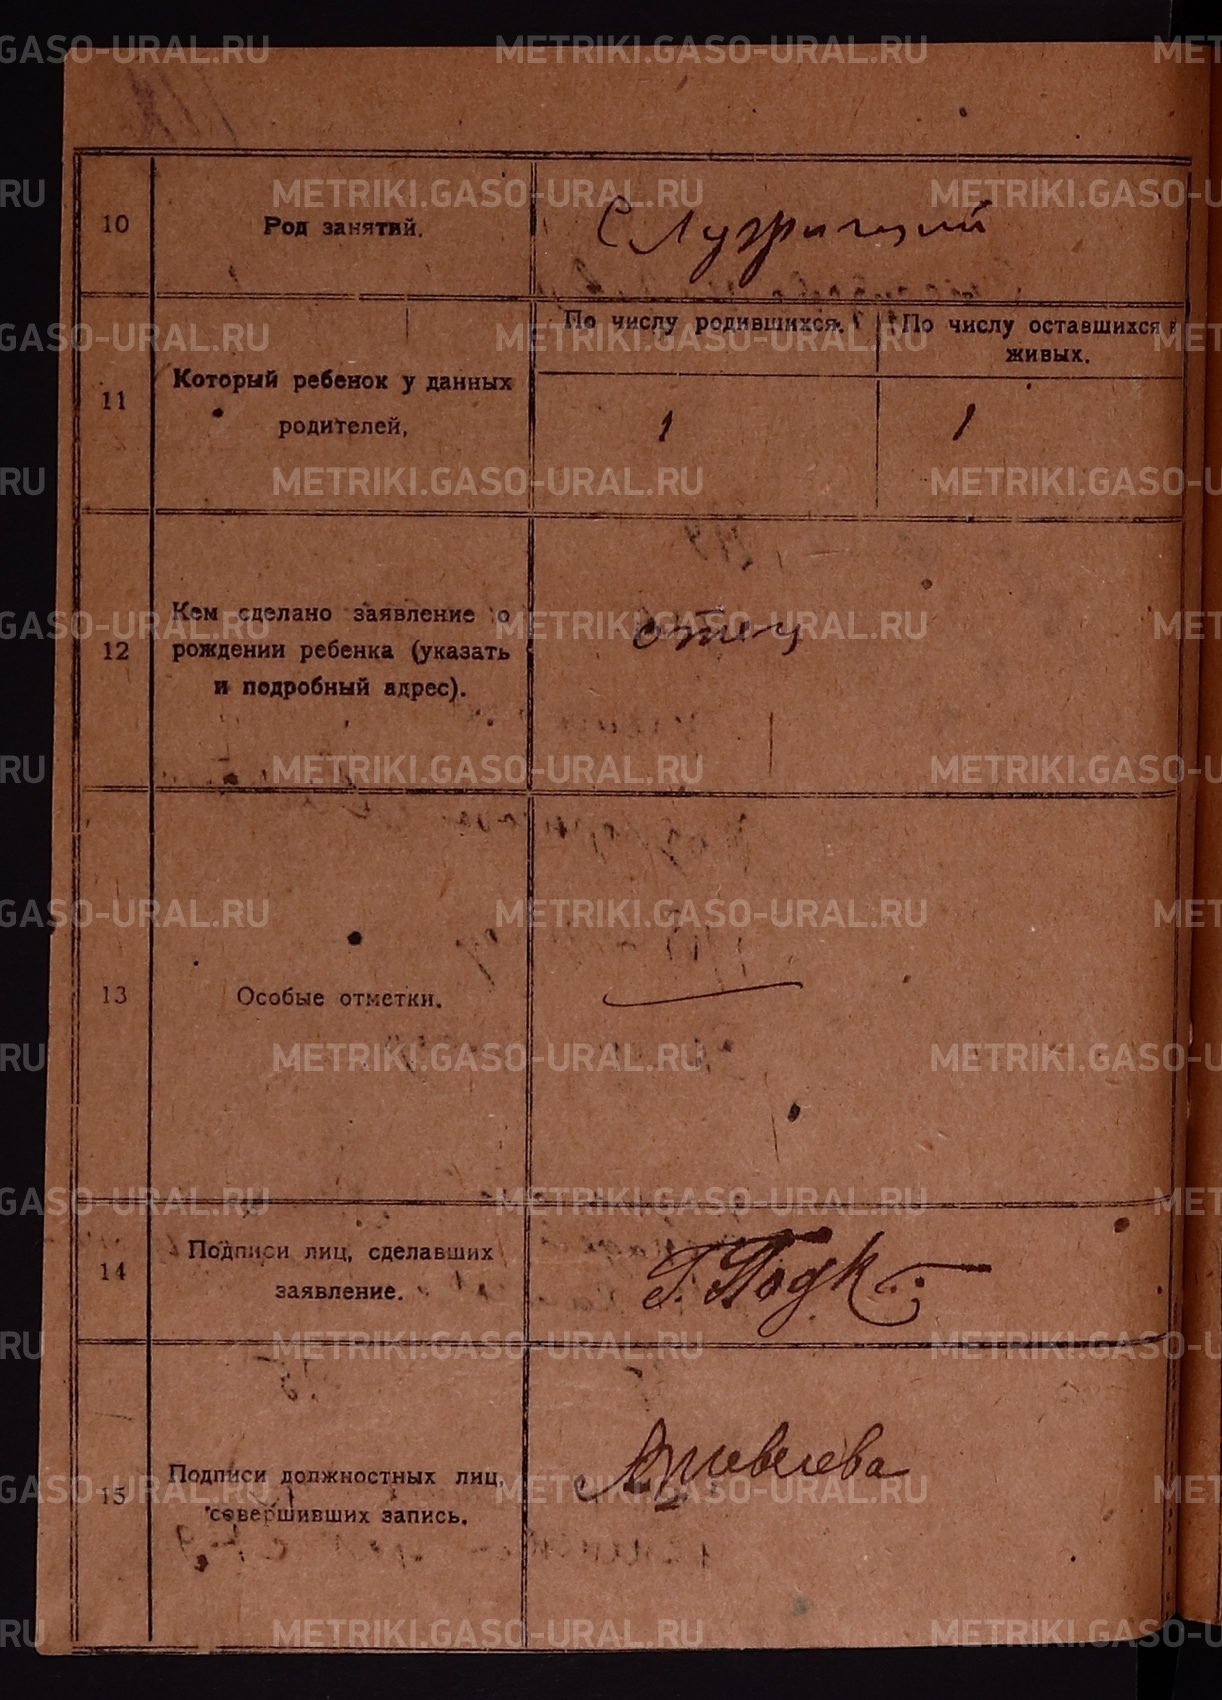 10 Род занятий. Служащий
11 Который ребенок у данных родителей,
По числу родившихся. По числу оставшихся в живых.
1 1
12 Кем сделано заявление о
рождении ребенка (указать
и подробный адрес).
отец
13 Особые отметки.
14 Подписи лиц, сделавших
заявление.
Г. Подк
15 Подписи должностных лиц,
совершивших запись.
METRIKI.GASO-URAL.RU